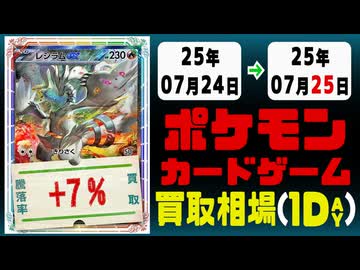 レシラムex 230
25年
07月24日
25年
07月25日
ポケモン
カードゲーム
買取相場(1D)
買取
騰落率
+7%